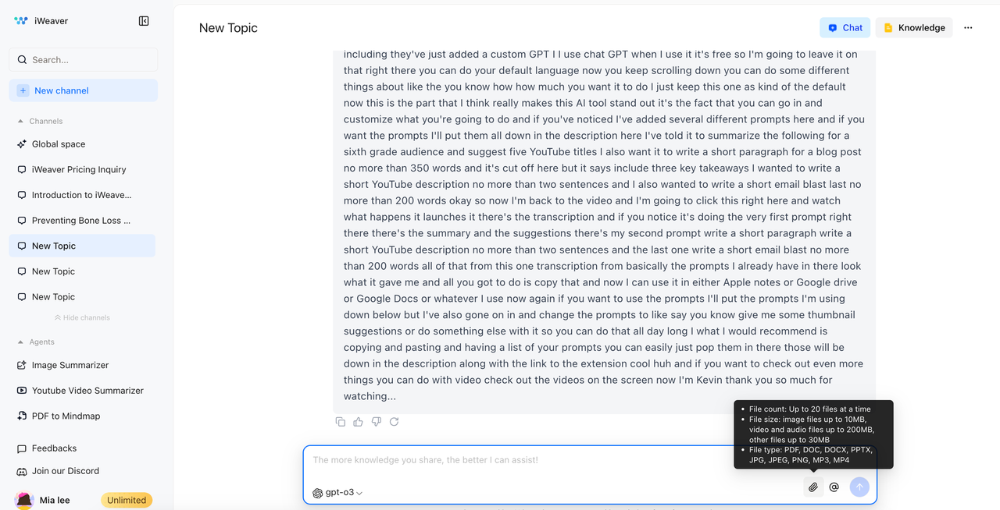 iWeaver
Search...
New channel
Channels
Global space
iWeaver Pricing Inquiry
Introduction to iWeave...
Preventing Bone Loss ...
New Topic
New Topic
New Topic
Hide channels
Agents
Image Summarizer
Youtube Video Summarizer
PDF to Mindmap
Feedbacks
Join our Discord
Mia lee
Unlimited
New Topic
Chat
Knowledge
including they've just added a custom GPT I I use chat GPT when I use it it's free so I'm going to leave it on
that right there you can do your default language now you keep scrolling down you can do some different
things about like the you know how how much you want it to do I just keep this one as kind of the default
now this is the part that I think really makes this AI tool stand out it's the fact that you can go in and
customize what you're going to do and if you've noticed I've added several different prompts here and if you
want the prompts I'll put them all down in the description here I've told it to summarize the following for a
sixth grade audience and suggest five YouTube titles I also want it to write a short paragraph for a blog post
no more than 350 words and it's cut off here but it says include three key takeaways I wanted to write a
short YouTube description no more than two sentences and I also wanted to write a short email blast last no
more than 200 words okay so now I'm back to the video and I'm going to click this right here and watch
what happens it launches it there's the transcription and if you notice it's doing the very first prompt right
there there's the summary and the suggestions there's my second prompt write a short paragraph write a
short YouTube description no more than two sentences and the last one write a short email blast no more
than 200 words all of that from this one transcription from basically the prompts I already have in there look
what it gave me and all you got to do is copy that and now I can use it in either Apple notes or Google drive
or Google Docs or whatever I use now again if you want to use the prompts I'll put the prompts I'm using
down below but I've also gone on in and change the prompts to like say you know give me some thumbnail
suggestions or do something else with it so you can do that all day long I what I would recommend is
copying and pasting and having a list of your prompts you can easily just pop them in there those will be
down in the description along with the link to the extension cool huh and if you want to check out even more
things you can do with video check out the videos on the screen now I'm Kevin thank you so much for
watching...
• File count: Up to 20 files at a time
• File size: image files up to 10MB,
video and audio files up to 200MB,
other files up to 30MB
• File type: PDF, DOC, DOCX, PPTX,
JPG, JPEG, PNG, MP3, MP4
The more knowledge you share, the better I can assist!
gpt-o3